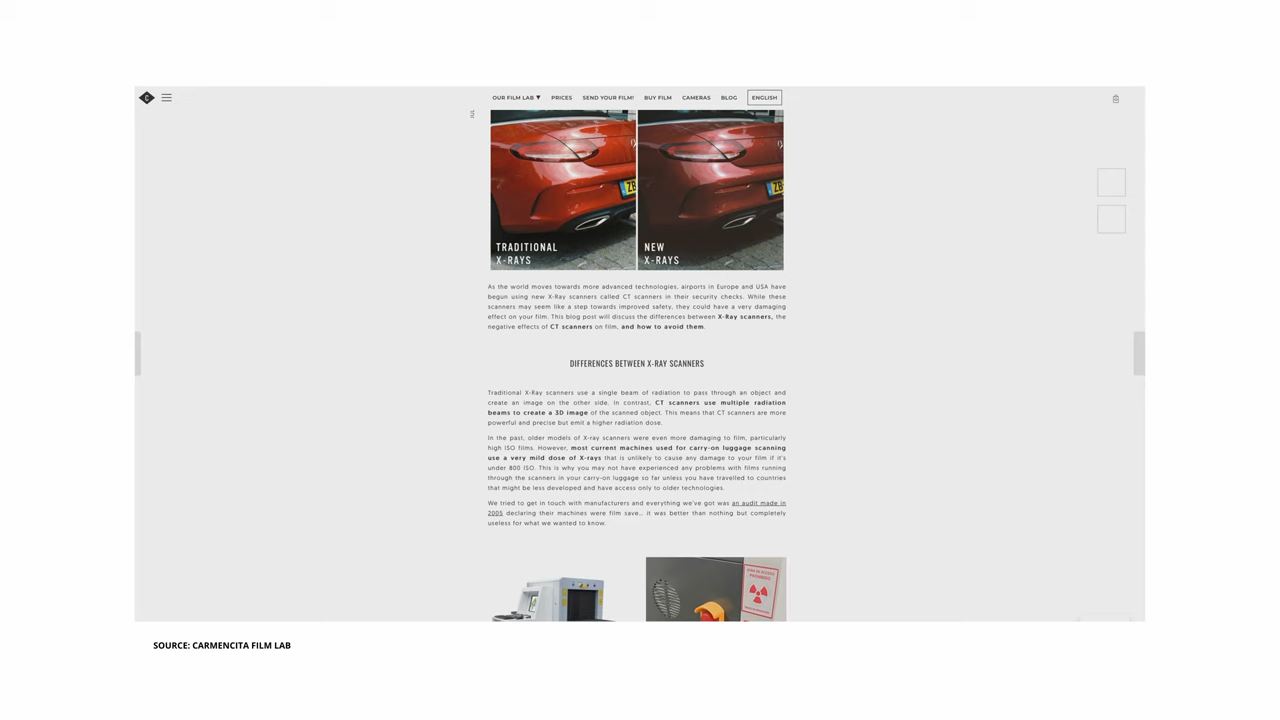 OUR FILM LAB ▼ PRICES SEND YOUR FILM! BUY FILM CAMERAS BLOG ENGLISH
JUL
TRADITIONAL
X-RAYS
NEW
X-RAYS
As the world moves towards more advanced technologies, airports in Europe and USA have
begun using new X-Ray scanners called CT scanners in their security checks. While these
scanners may seem like a step towards improved safety, they could have a very damaging
effect on your film. This blog post will discuss the differences between X-Ray scanners, the
negative effects of CT scanners on film, and how to avoid them.
DIFFERENCES BETWEEN X-RAY SCANNERS
Traditional X-Ray scanners use a single beam of radiation to pass through an object and
create an image on the other side. In contrast, CT scanners use multiple radiation
beams to create a 3D image of the scanned object. This means that CT scanners are more
powerful and precise but emit a higher radiation dose.
In the past, older models of X-ray scanners were even more damaging to film, particularly
high ISO films. However, most current machines used for carry-on luggage scanning
use a very mild dose of X-rays that is unlikely to cause any damage to your film if it's
under 800 ISO. This is why you may not have experienced any problems with films running
through the scanners in your carry-on luggage so far unless you have travelled to countries
that might be less developed and have access only to older technologies.
We tried to get in touch with manufacturers and everything we've got was an audit made in
2005 declaring their machines were film save… it was better than nothing but completely
useless for what we wanted to know.
SOURCE: CARMENCITA FILM LAB